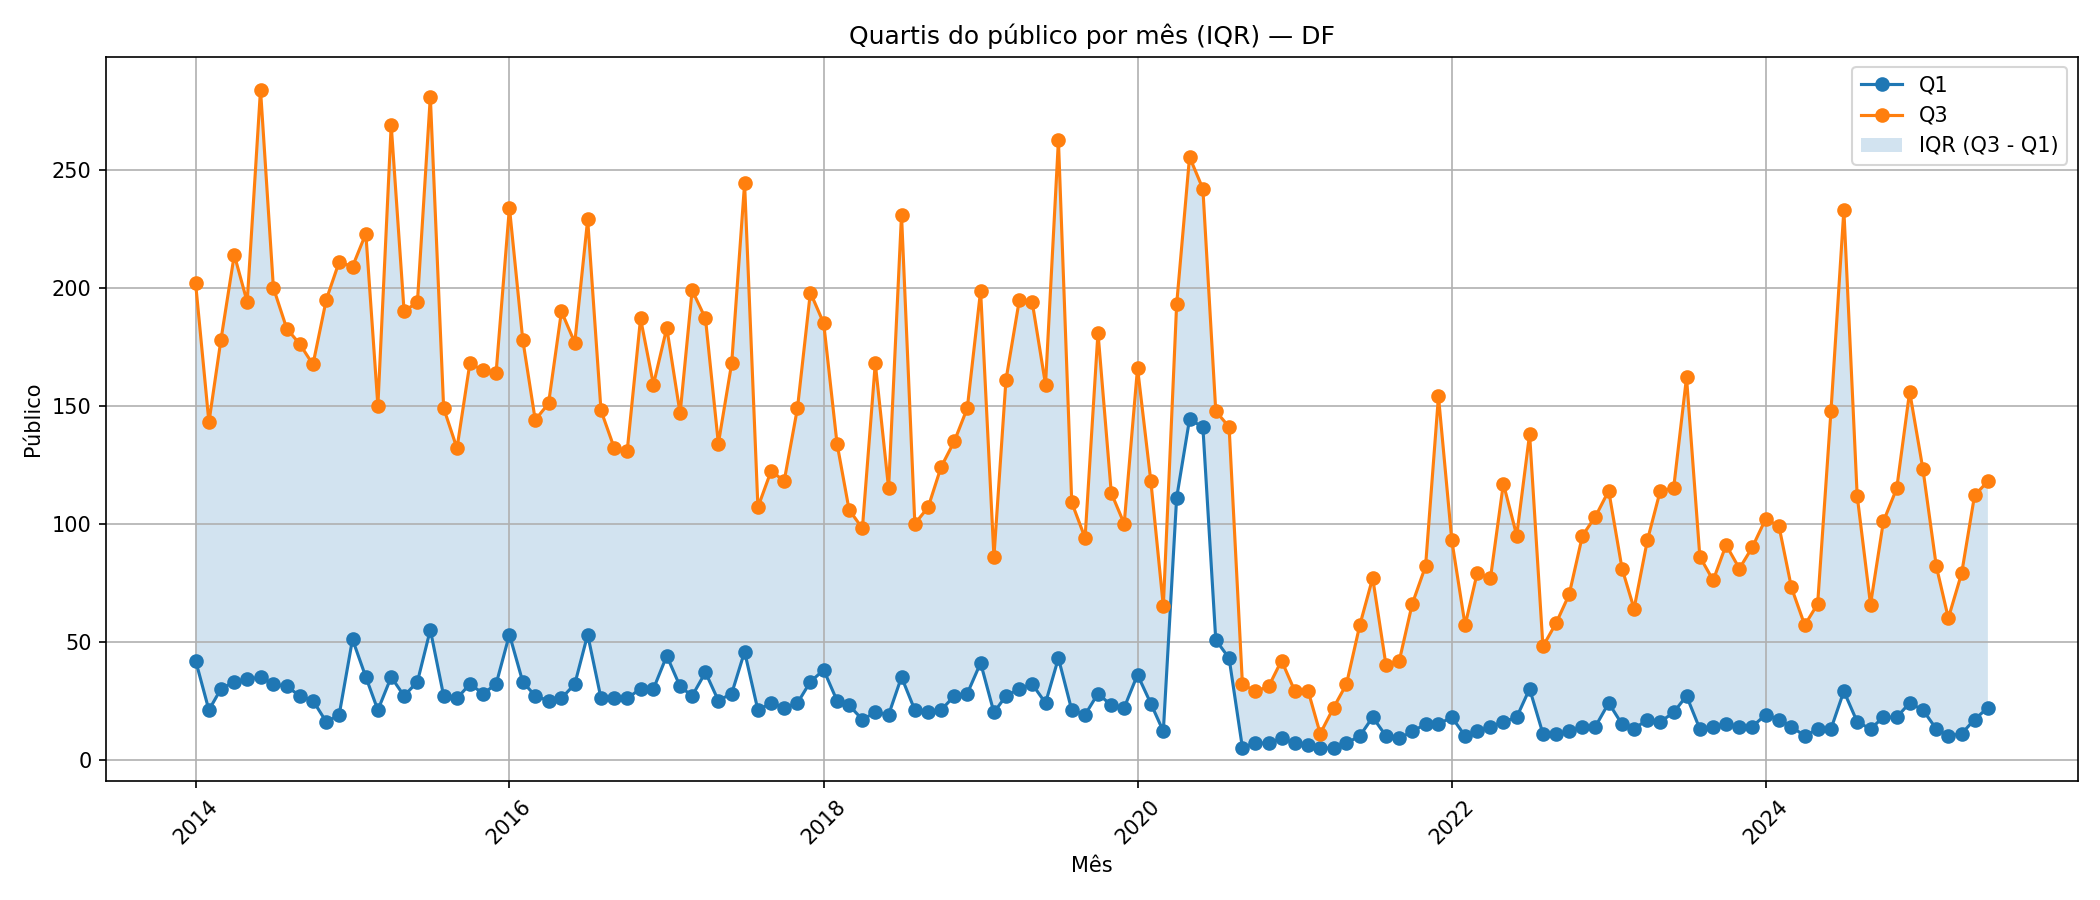 Quartis do público por mês (IQR) — DF
Q1
Q3
IQR (Q3 - Q1)
Público
250
200
150
100
50
0
2014
2016
2018
2020
2022
2024
Mês